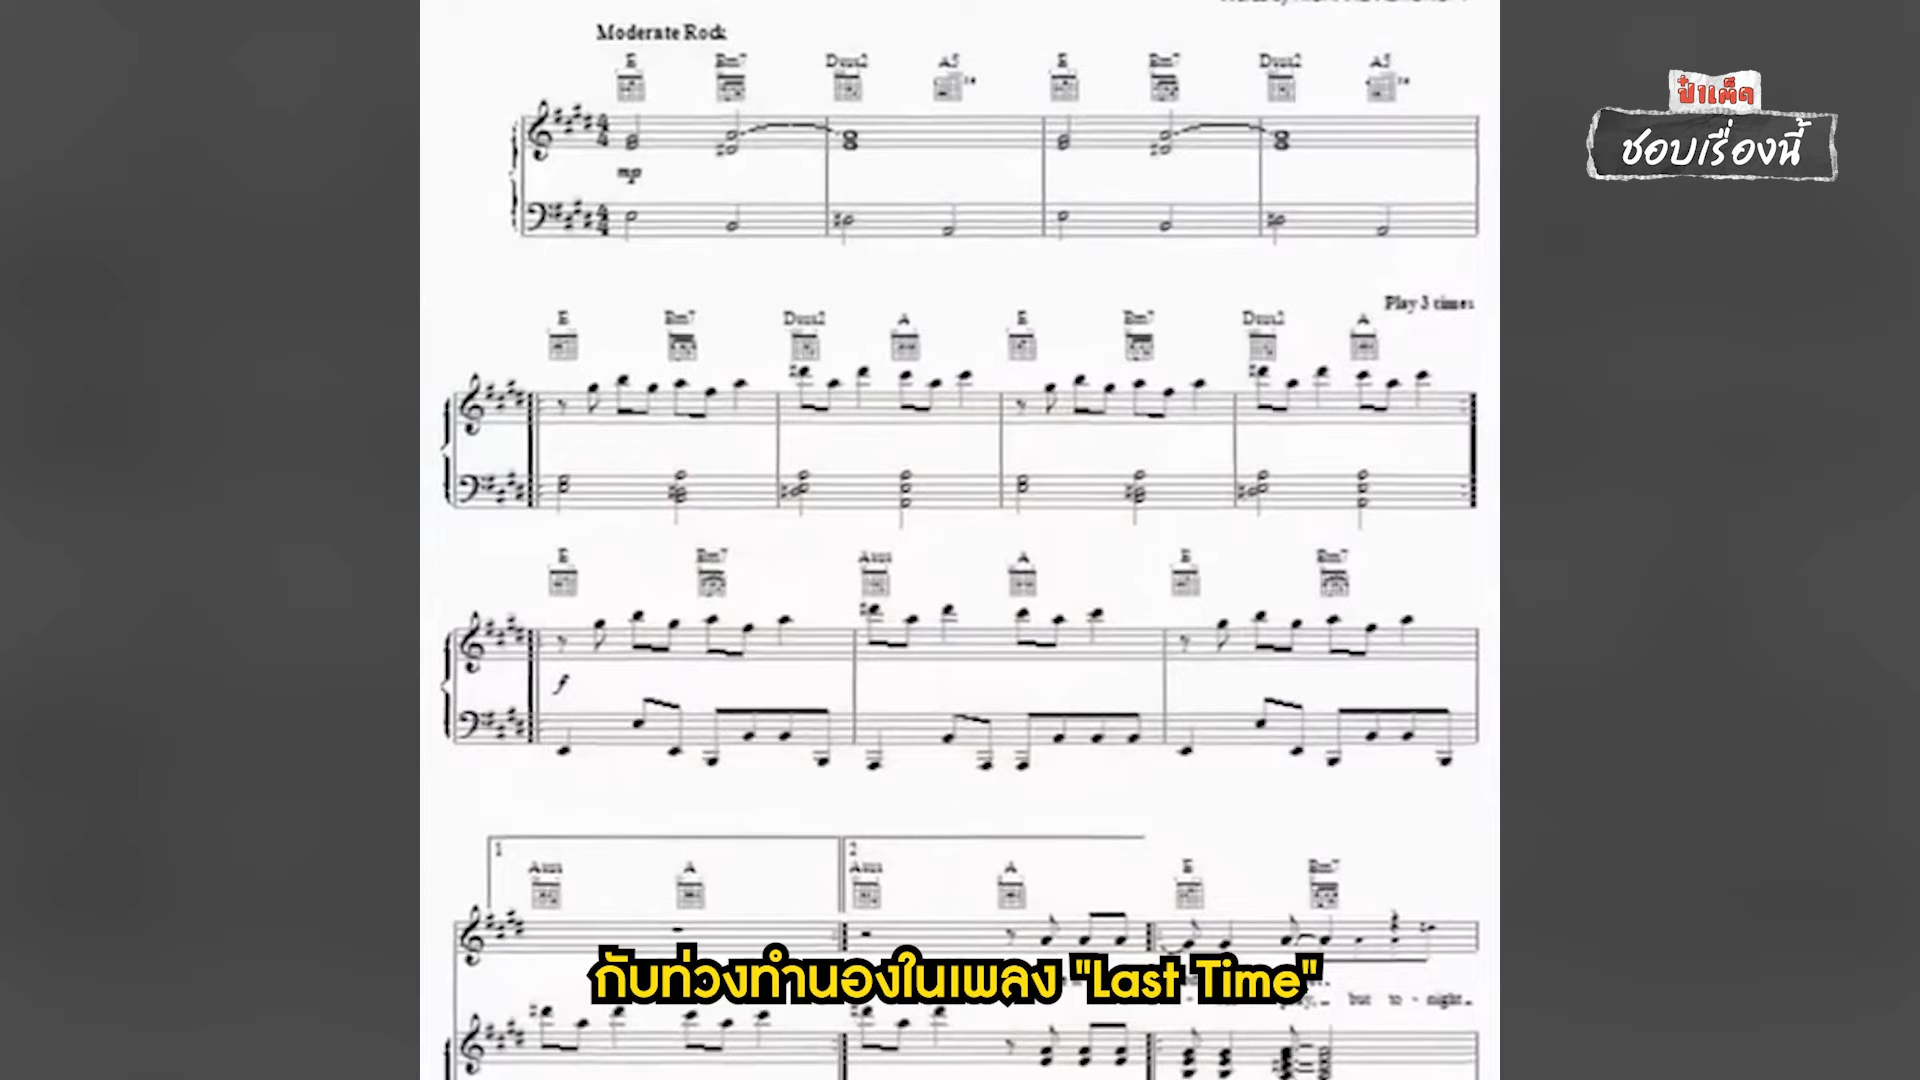 Moderate Rock
E Bm7 Dsus2 A5 E Bm7 Dsus2 A5
ป๋าเต็ด
ชอบเรื่องนี้
mp
Play 3 times
E Bm7 Dsus2 A E Bm7 Dsus2 A
E Bm7 Asus A E Bm7
f
1 2
Asus A Asus A E Bm7
กับท่วงทำนองในเพลง "Last Time"
play, but to - night